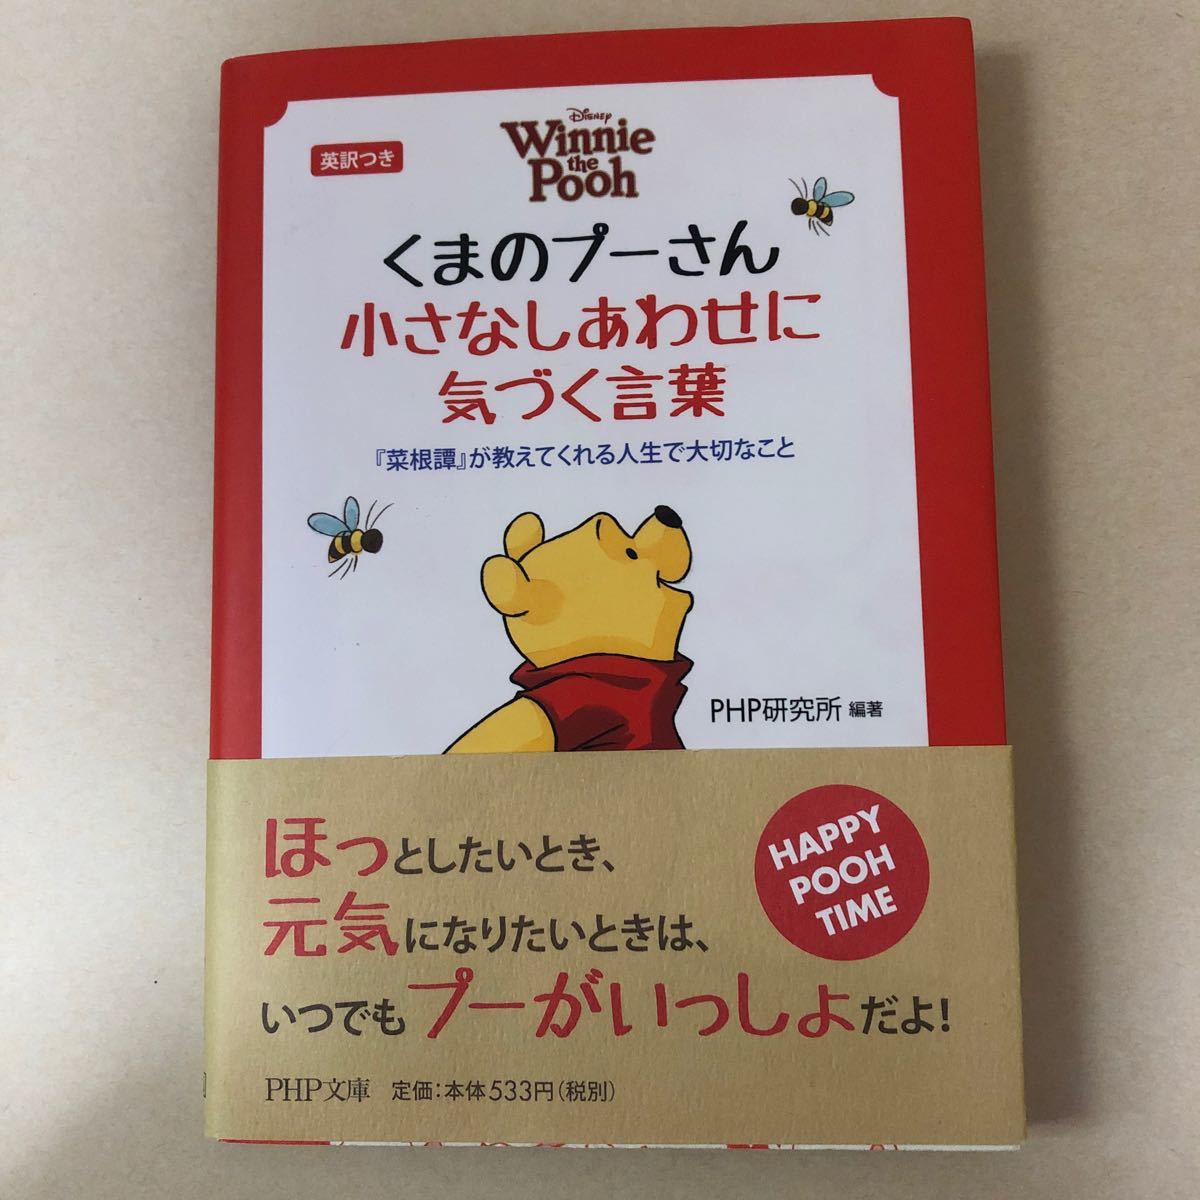 DISNEY
Winnie
the
Pooh
英訳つき
くまのプーさん
小さなしあわせに
気づく言葉
『菜根譚』が教えてくれる人生で大切なこと
PHP研究所 編著
HAPPY
POOH
TIME
ほっとしたいとき、
元気になりたいときは、
いつでもプーがいっしょだよ!
PHP文庫 定価:本体533円(税別)